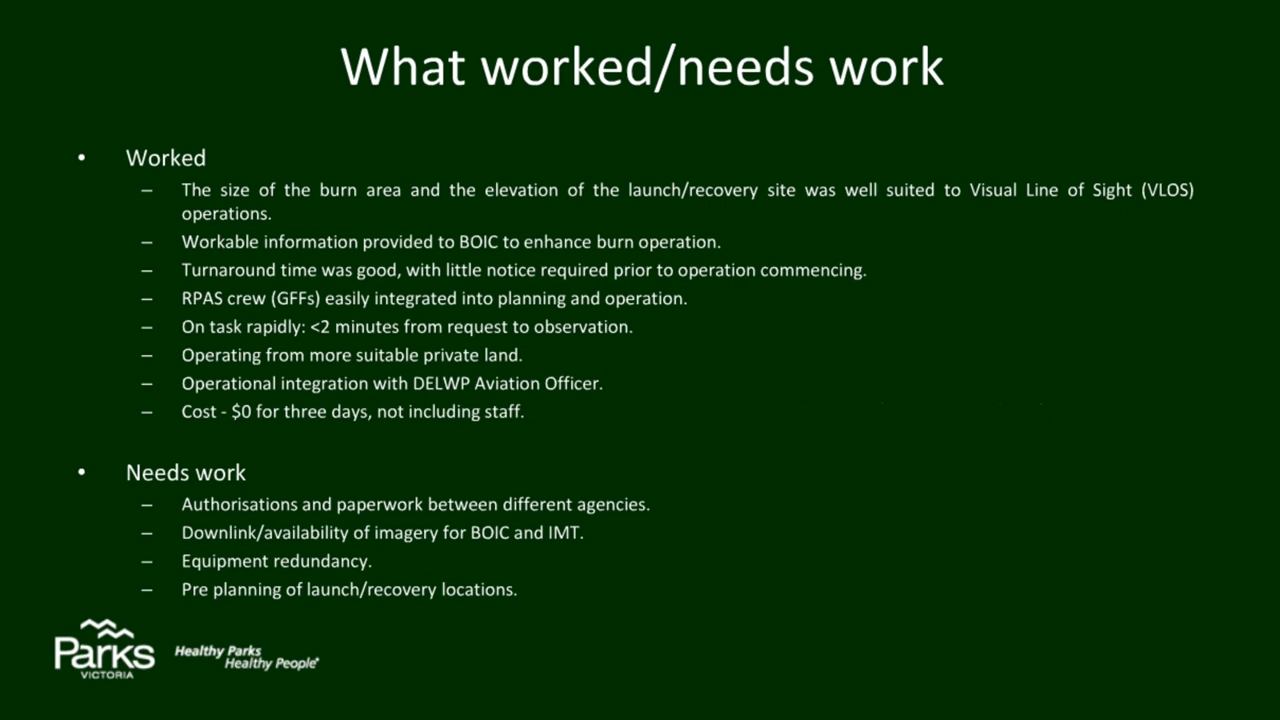 What worked/needs work
• Worked
– The size of the burn area and the elevation of the launch/recovery site was well suited to Visual Line of Sight (VLOS)
operations.
– Workable information provided to BOIC to enhance burn operation.
– Turnaround time was good, with little notice required prior to operation commencing.
– RPAS crew (GFFs) easily integrated into planning and operation.
– On task rapidly: <2 minutes from request to observation.
– Operating from more suitable private land.
– Operational integration with DELWP Aviation Officer.
– Cost - $0 for three days, not including staff.
• Needs work
– Authorisations and paperwork between different agencies.
– Downlink/availability of imagery for BOIC and IMT.
– Equipment redundancy.
– Pre planning of launch/recovery locations.
Parks
VICTORIA
Healthy Parks
Healthy People®